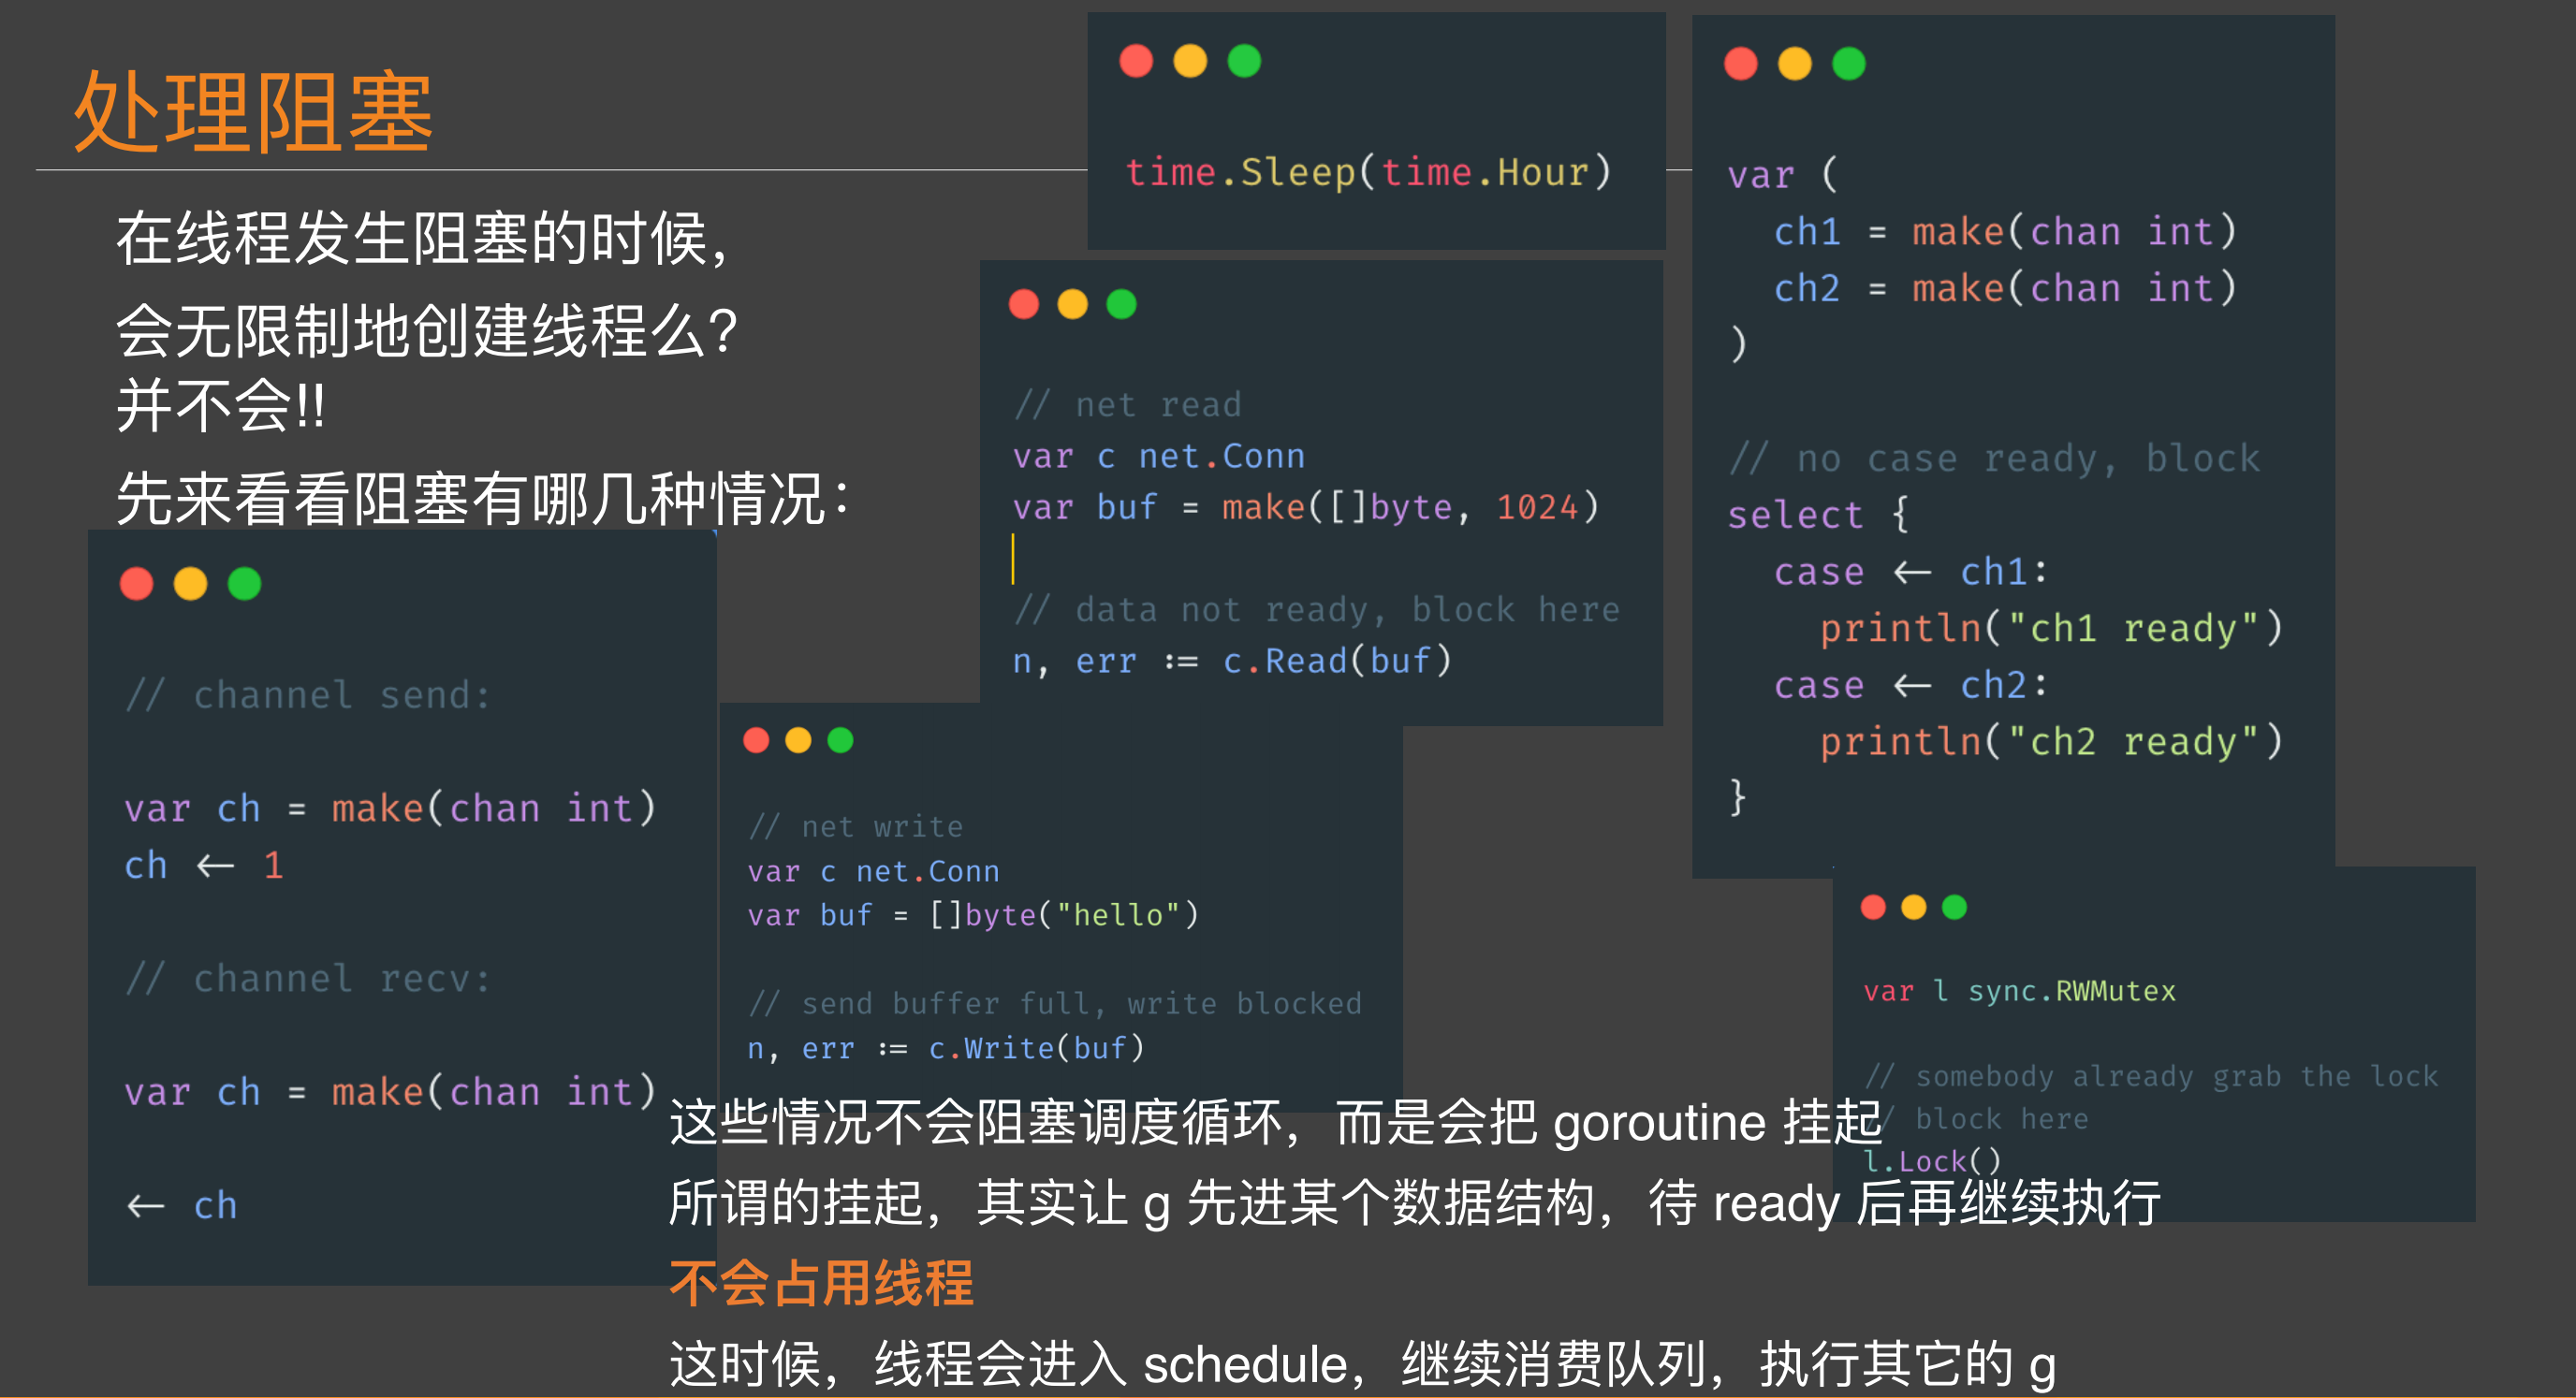 处理阻塞
在线程发生阻塞的时候，
会无限制地创建线程么？
并不会!!
先来看看阻塞有哪几种情况：
// channel send:
var ch = make(chan int)
ch <- 1
// channel recv:
var ch = make(chan int)
<- ch
time.Sleep(time.Hour)
// net read
var c net.Conn
var buf = make([]byte, 1024)
// data not ready, block here
n, err := c.Read(buf)
// net write
var c net.Conn
var buf = []byte("hello")
// send buffer full, write blocked
n, err := c.Write(buf)
var (
  ch1 = make(chan int)
  ch2 = make(chan int)
)
// no case ready, block
select {
  case <- ch1:
    println("ch1 ready")
  case <- ch2:
    println("ch2 ready")
}
var l sync.RWMutex
// somebody already grab the lock
// block here
l.Lock()
这些情况不会阻塞调度循环，而是会把 goroutine 挂起
所谓的挂起，其实让 g 先进某个数据结构，待 ready 后再继续执行
不会占用线程
这时候，线程会进入 schedule，继续消费队列，执行其它的 g